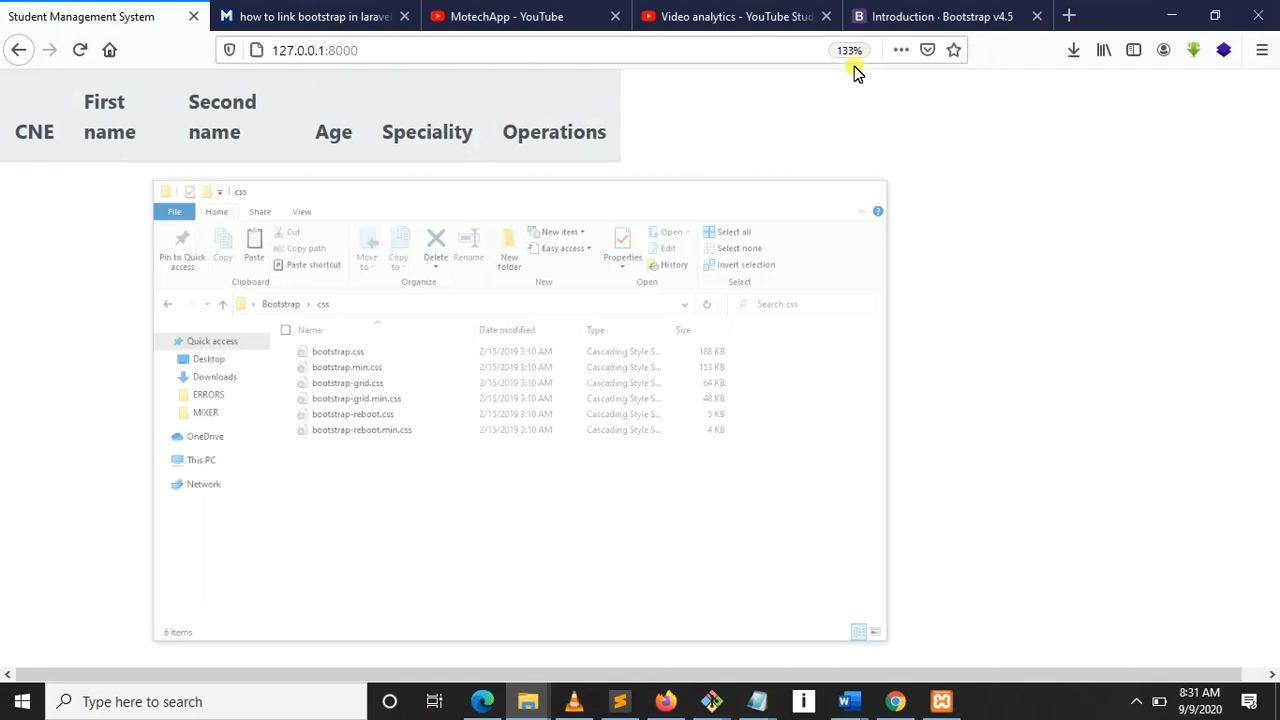 Student Management System
how to link bootstrap in larave
MotechApp - YouTube
Video analytics - YouTube Stud
Introduction · Bootstrap v4.5
127.0.0.1:8000
133%
CNE
First name
Second name
Age
Speciality
Operations
css
File
Home
Share
View
Pin to Quick access
Copy
Paste
Cut
Copy path
Paste shortcut
Clipboard
Move to
Copy to
Delete
Rename
Organize
New folder
New item
Easy access
New
Properties
Open
Edit
History
Open
Select all
Select none
Invert selection
Select
Bootstrap > css
Search css
Name Date modified Type Size
Quick access
Desktop
Downloads
ERRORS
MIXER
OneDrive
This PC
Network
bootstrap.css 2/15/2019 3:10 AM Cascading Style S... 188 KB
bootstrap.min.css 2/15/2019 3:10 AM Cascading Style S... 153 KB
bootstrap-grid.css 2/15/2019 3:10 AM Cascading Style S... 64 KB
bootstrap-grid.min.css 2/15/2019 3:10 AM Cascading Style S... 48 KB
bootstrap-reboot.css 2/15/2019 3:10 AM Cascading Style S... 5 KB
bootstrap-reboot.min.css 2/15/2019 3:10 AM Cascading Style S... 4 KB
6 items
Type here to search
8:31 AM
9/9/2020